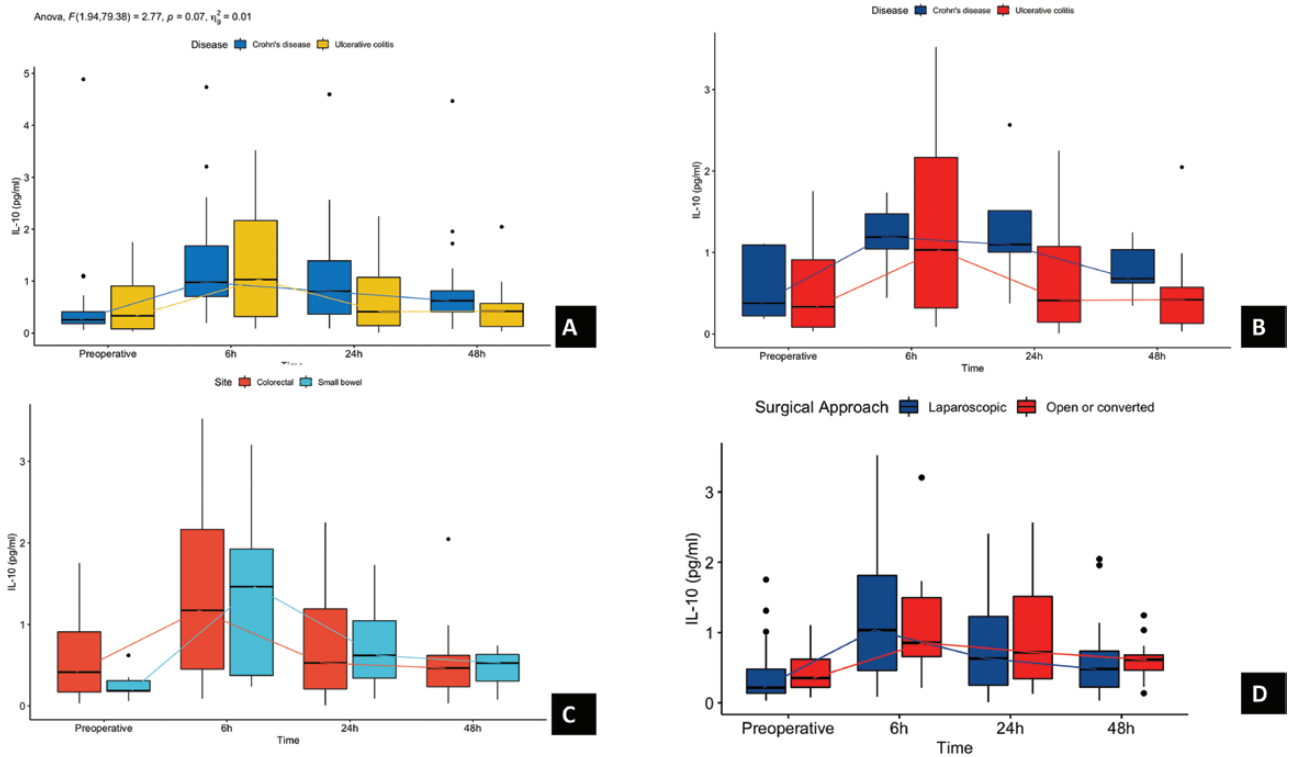 Anova, F(1.94,79.38) = 2.77, p = 0.07, η²g = 0.01
Disease Crohn's disease Ulcerative colitis
5
4
3
2
1
0
IL-10 (pg/ml)
Preoperative 6h 24h 48h
Time
A
Disease Crohn's disease Ulcerative colitis
3
2
1
0
IL-10 (pg/ml)
Preoperative 6h 24h 48h
Time
B
Site Colorectal Small bowel
3
2
1
0
IL-10 (pg/ml)
Preoperative 6h 24h 48h
Time
C
Surgical Approach Laparoscopic Open or converted
3
2
1
0
IL-10 (pg/ml)
Preoperative 6h 24h 48h
Time
D